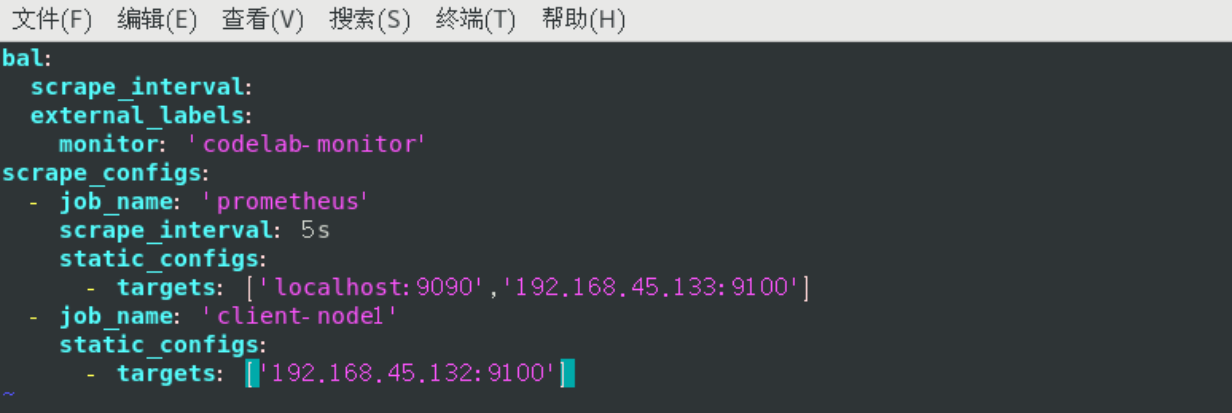 文件(F) 编辑(E) 查看(V) 搜索(S) 终端(T) 帮助(H)
bal:
  scrape_interval:
  external_labels:
    monitor: 'codelab-monitor'
scrape_configs:
  - job_name: 'prometheus'
    scrape_interval: 5s
    static_configs:
      - targets: ['localhost:9090','192.168.45.133:9100']
  - job_name: 'client-node1'
    static_configs:
      - targets: ['192.168.45.132:9100']
~